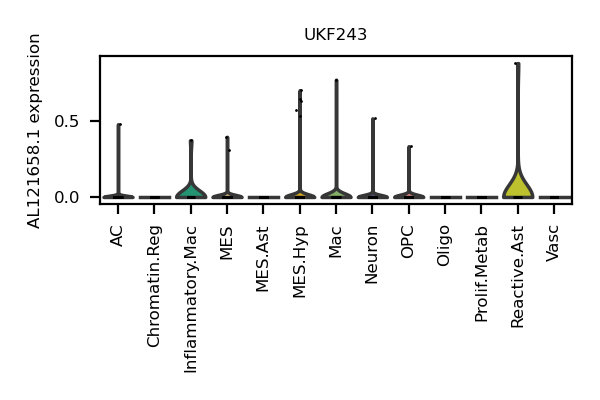 UKF243
AL121658.1 expression
0.5
0.0
AC
Chromatin.Reg
Inflammatory.Mac
MES
MES.Ast
MES.Hyp
Mac
Neuron
OPC
Oligo
Prolif.Metab
Reactive.Ast
Vasc